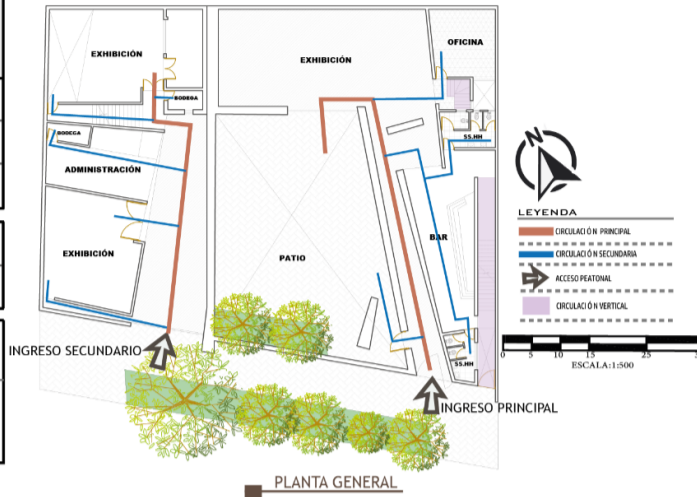 EXHIBICIÓN
EXHIBICIÓN
OFICINA
BODEGA
BODEGA
SS.HH
ADMINISTRACIÓN
EXHIBICIÓN
PATIO
BAR
SS.HH
INGRESO SECUNDARIO
INGRESO PRINCIPAL
PLANTA GENERAL
N
LEYENDA
CIRCULACIÓN PRINCIPAL
CIRCULACIÓN SECUNDARIA
ACCESO PEATONAL
CIRCULACIÓN VERTICAL
0 5 10 15 25
ESCALA:1:500